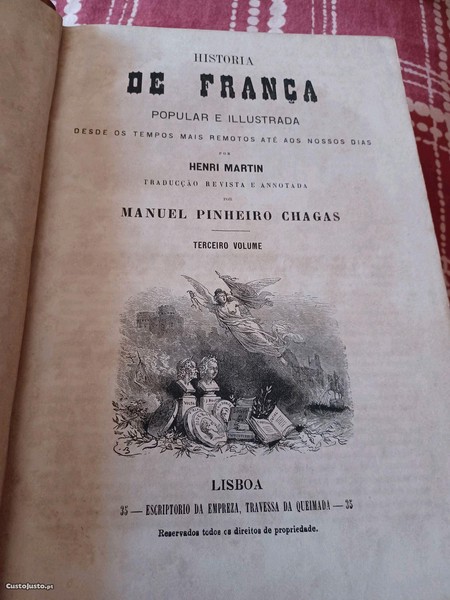 HISTORIA
DE FRANÇA
POPULAR E ILLUSTRADA
DESDE OS TEMPOS MAIS REMOTOS ATÉ AOS NOSSOS DIAS
POR
HENRI MARTIN
TRADUCÇÃO REVISTA E ANNOTADA
POR
MANUEL PINHEIRO CHAGAS
TERCEIRO VOLUME
LISBOA
35 — ESCRIPTORIO DA EMPREZA, TRAVESSA DA QUEIMADA — 35
Reservados todos os direitos de propriedade.
CustoJusto.pt